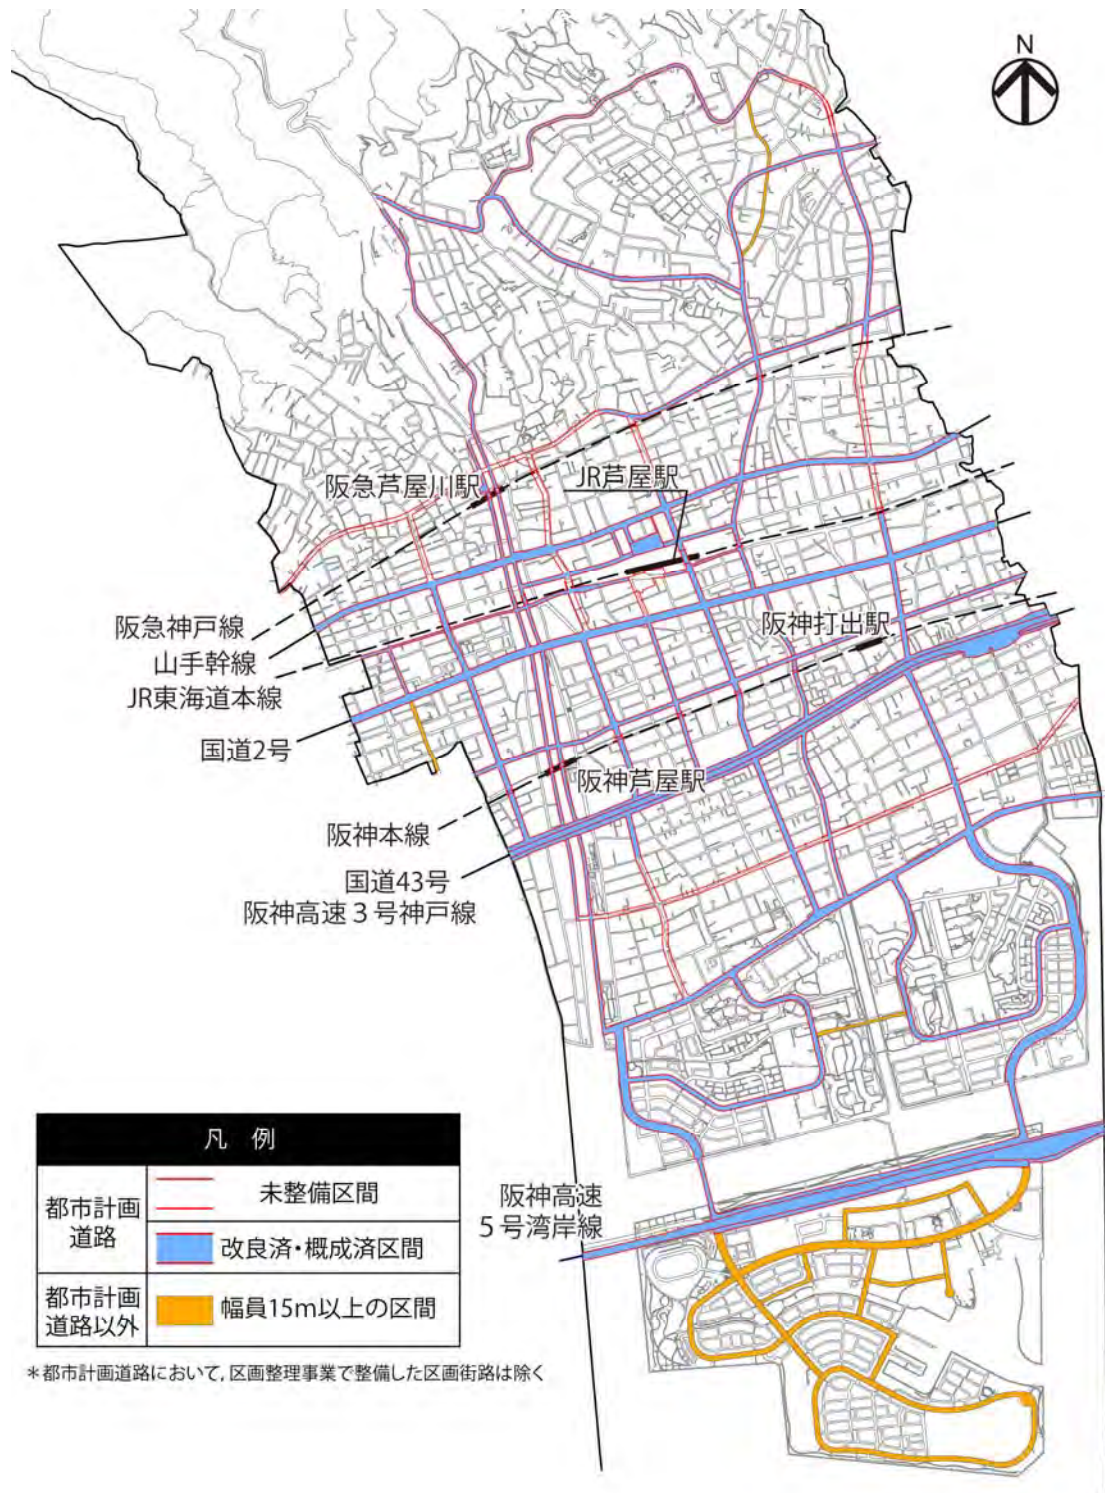 N
阪急芦屋川駅
JR芦屋駅
阪急神戸線
山手幹線
JR東海道本線
阪神打出駅
国道2号
阪神芦屋駅
阪神本線
国道43号
阪神高速３号神戸線
凡 例
都市計画
道路
未整備区間
改良済・概成済区間
都市計画
道路以外
幅員15m以上の区間
阪神高速
５号湾岸線
＊都市計画道路において，区画整理事業で整備した区画街路は除く